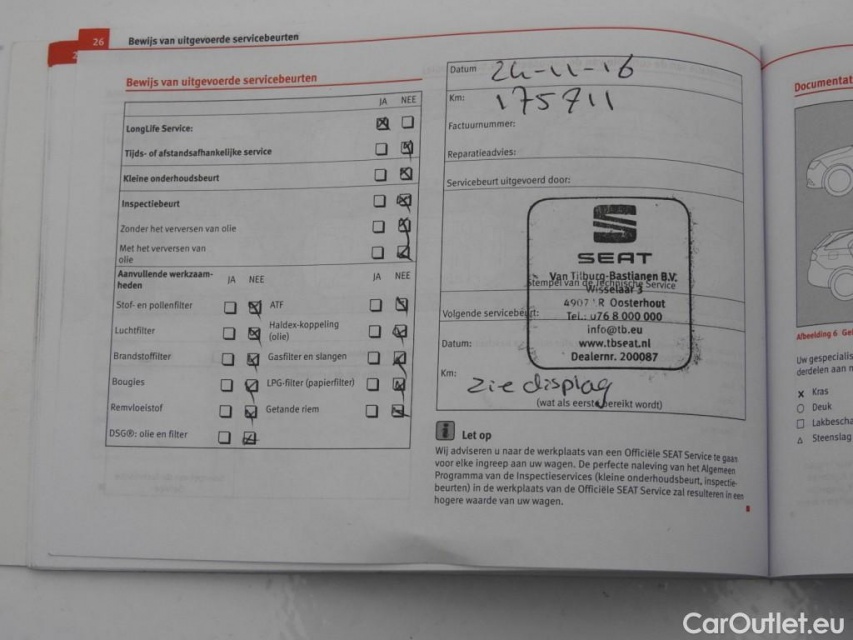 26 Bewijs van uitgevoerde servicebeurten
Bewijs van uitgevoerde servicebeurten
JA NEE
LongLife Service:
Tijds- of afstandsafhankelijke service
Kleine onderhoudsbeurt
Inspectiebeurt
Zonder het verversen van olie
Met het verversen van
olie
Aanvullende werkzaam-
heden JA NEE JA NEE
Stof- en pollenfilter ATF
Luchtfilter Haldex-koppeling
(olie)
Brandstoffilter Gasfilter en slangen
Bougies LPG-filter (papierfilter)
Remvloeistof Getande riem
DSG®: olie en filter
Datum 24-11-16
Km: 175711
Factuurnummer:
Reparatieadvies:
Servicebeurt uitgevoerd door:
SEAT
Van Tilburg-Bastianen B.V.
Stempel van de Technische Service
Wisselaar 3
Oosterhout
Volgende servicebeurt:
Tel.: 076 8 000 000
info@tb.eu
www.tbseat.nl
Dealernr. 200087
Datum:
Km: zie display
(wat als eerste bereikt wordt)
i Let op
Wij adviseren u naar de werkplaats van een Officiële SEAT Service te gaan
voor elke ingreep aan uw wagen. De perfecte naleving van het Algemeen
Programma van de Inspectieservices (kleine onderhoudsbeurt, inspectie-
beurten) in de werkplaats van de Officiële SEAT Service zal resulteren in een
hogere waarde van uw wagen.
Documentat
Afbeelding 6 Gel
Uw gespecialis
derdelen aan
x Kras
Deuk
Lakbescha
Steenslag
CarOutlet.eu